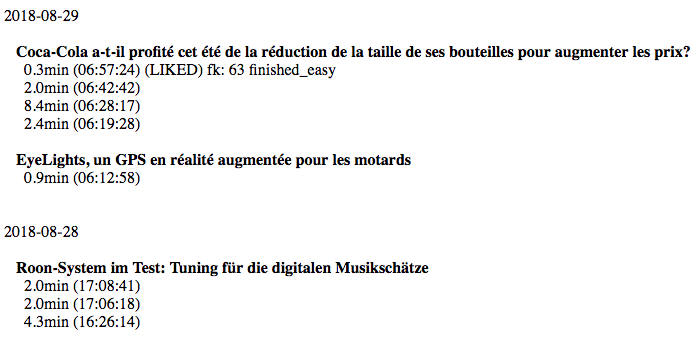 2018-08-29
Coca-Cola a-t-il profité cet été de la réduction de la taille de ses bouteilles pour augmenter les prix?
0.3min (06:57:24) (LIKED) fk: 63 finished_easy
2.0min (06:42:42)
8.4min (06:28:17)
2.4min (06:19:28)
EyeLights, un GPS en réalité augmentée pour les motards
0.9min (06:12:58)
2018-08-28
Roon-System im Test: Tuning für die digitalen Musikschätze
2.0min (17:08:41)
2.0min (17:06:18)
4.3min (16:26:14)